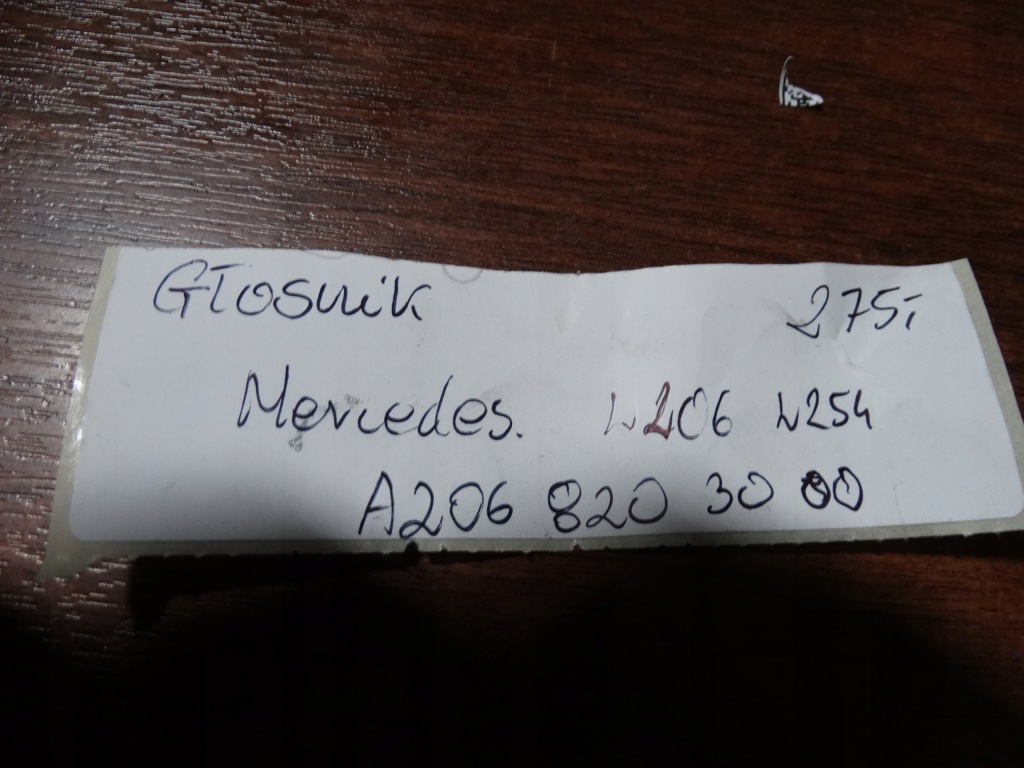 Głośnik 275,-
Mercedes. W206 W254
A206 820 30 00